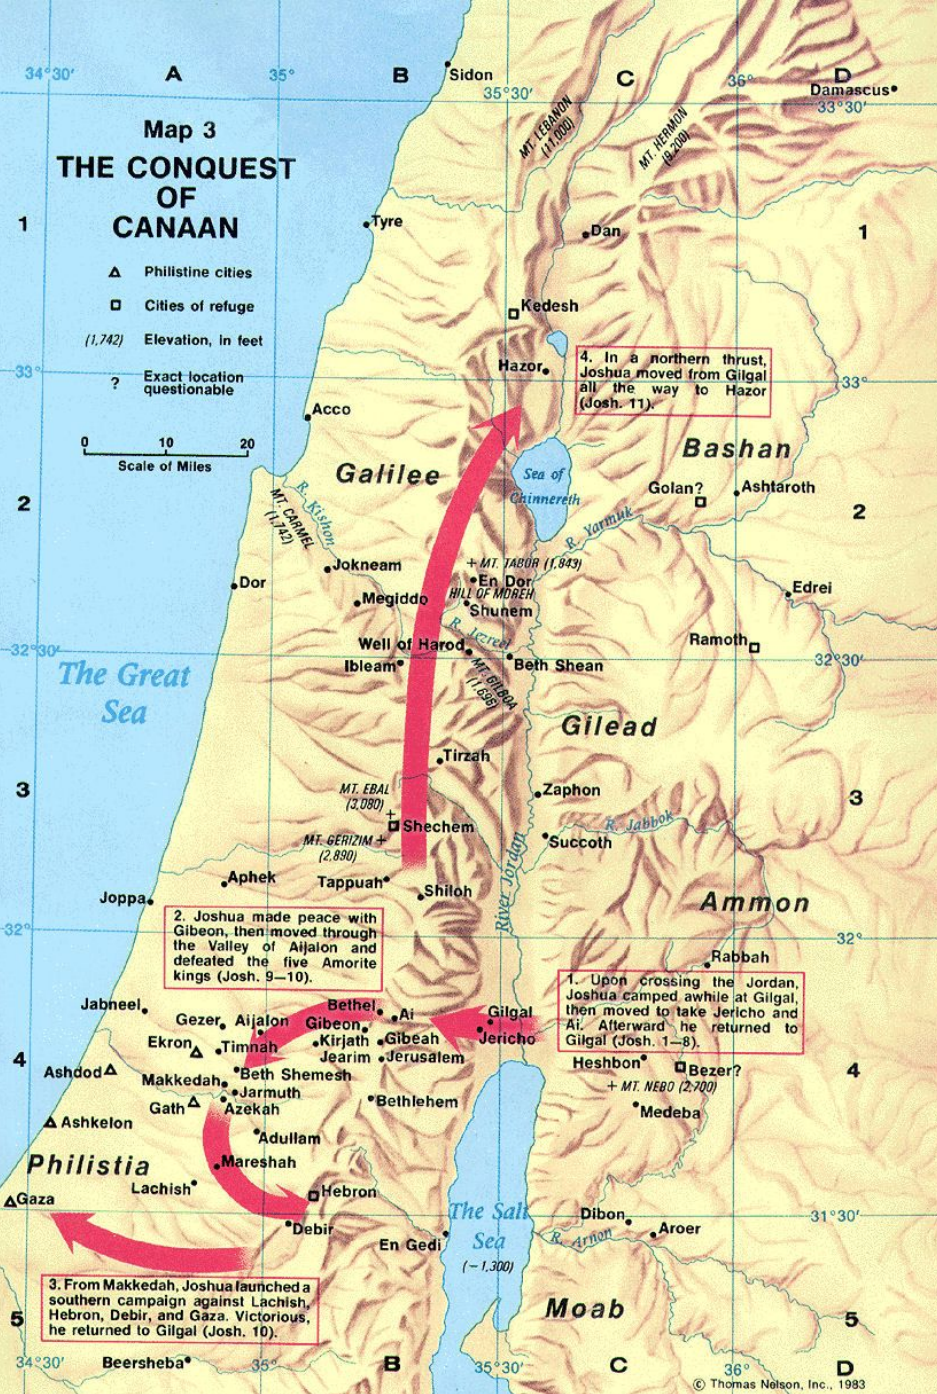 34°30′
A
35°
B
Sidon
35°30′
C
36°
D
Damascus
33°30′
MT. LEBANON
(11,000)
MT. HERMON
(9,200)
Map 3
THE CONQUEST
OF
CANAAN
1
Tyre
Dan
1
Philistine cities
Cities of refuge
(1,742) Elevation, in feet
? Exact location
questionable
Kedesh
33°
Hazor
4. In a northern thrust,
Joshua moved from Gilgal
all the way to Hazor
(Josh. 11).
33°
0 10 20
Scale of Miles
Acco
Galilee
Bashan
Sea of
Chinnereth
Golan?
Ashtaroth
2
R. Kishon
MT. CARMEL
(1,742)
R. Yarmuk
2
Jokneam
+ MT. TABOR (1,843)
En Dor
HILL OF MOREH
Shunem
Dor
Megiddo
Edrei
R. Jezreel
Well of Harod
Ibleam
Beth Shean
MT. GILBOA
(1,696)
Ramoth
32°30′
32°30′
The Great
Sea
Gilead
Tirzah
3
MT. EBAL
(3,080)
+
Shechem
MT. GERIZIM +
(2,890)
Zaphon
3
R. Jabbok
Succoth
River Jordan
Aphek
Tappuah
Shiloh
Joppa
Ammon
32°
32°
2. Joshua made peace with
Gibeon, then moved through
the Valley of Aijalon and
defeated the five Amorite
kings (Josh. 9—10).
Rabbah
1. Upon crossing the Jordan,
Joshua camped awhile at Gilgal,
then moved to take Jericho and
Ai. Afterward he returned to
Gilgal (Josh. 1—8).
Jabneel
Bethel
Ai
Gilgal
Gezer
Aijalon
Gibeon
Jericho
Ekron
Timnah
Kirjath
Jearim
Gibeah
Jerusalem
4
Heshbon
Bezer?
4
Ashdod
Makkedah
Beth Shemesh
+ MT. NEBO (2,700)
Jarmuth
Gath
Azekah
Bethlehem
Medeba
Ashkelon
Adullam
Philistia
Mareshah
Lachish
Hebron
Gaza
Debir
En Gedi
The Salt
Sea
(−1,300)
Dibon
31°30′
Aroer
R. Arnon
3. From Makkedah, Joshua launched a
southern campaign against Lachish,
Hebron, Debir, and Gaza. Victorious,
he returned to Gilgal (Josh. 10).
5
Moab
5
34°30′
Beersheba
35°
B
35°30′
C
36°
D
© Thomas Nelson, Inc., 1983